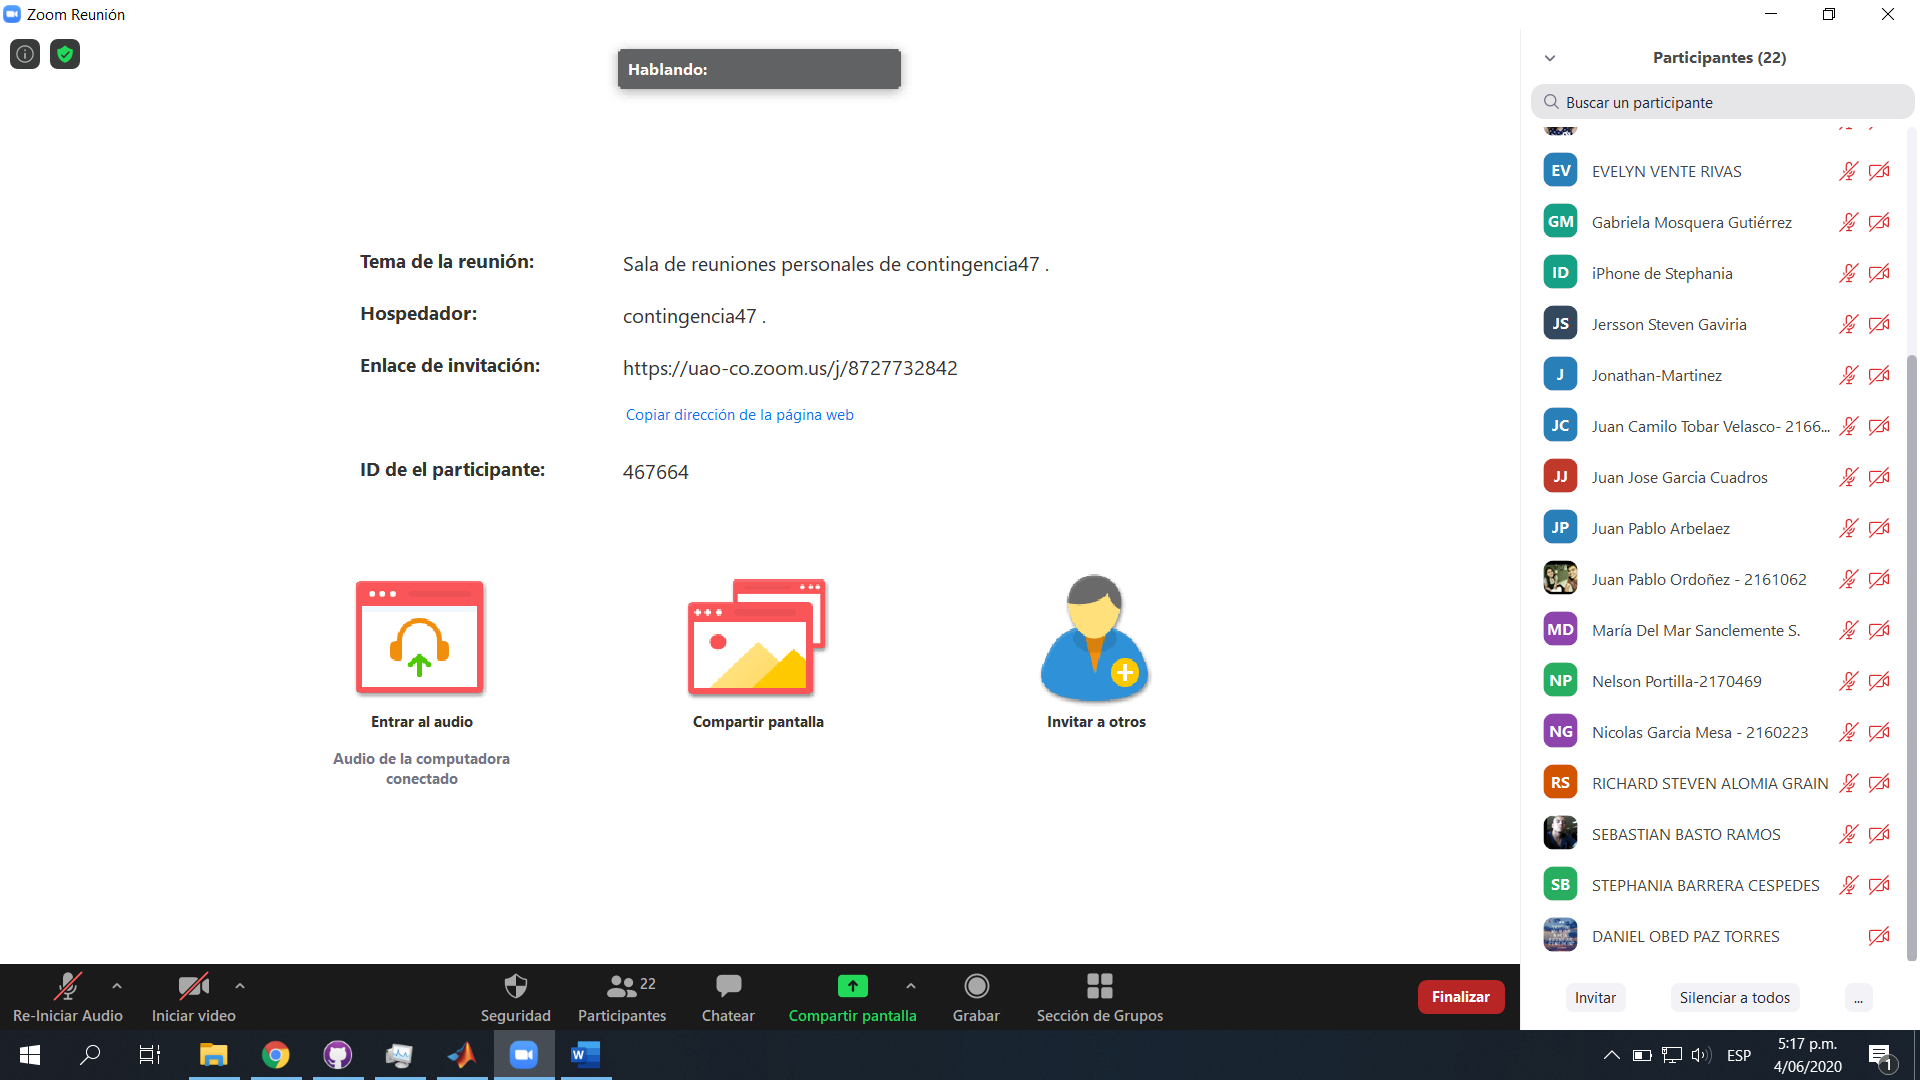 Zoom Reunión
Hablando:
Tema de la reunión: Sala de reuniones personales de contingencia47 .
Hospedador: contingencia47 .
Enlace de invitación: https://uao-co.zoom.us/j/8727732842
Copiar dirección de la página web
ID de el participante: 467664
Entrar al audio
Audio de la computadora
conectado
Compartir pantalla
Invitar a otros
Participantes (22)
Buscar un participante
EV EVELYN VENTE RIVAS
GM Gabriela Mosquera Gutiérrez
ID iPhone de Stephania
JS Jersson Steven Gaviria
J Jonathan-Martinez
JC Juan Camilo Tobar Velasco- 2166...
JJ Juan Jose Garcia Cuadros
JP Juan Pablo Arbelaez
Juan Pablo Ordoñez - 2161062
MD María Del Mar Sanclemente S.
NP Nelson Portilla-2170469
NG Nicolas Garcia Mesa - 2160223
RS RICHARD STEVEN ALOMIA GRAIN
SEBASTIAN BASTO RAMOS
SB STEPHANIA BARRERA CESPEDES
DANIEL OBED PAZ TORRES
Invitar
Silenciar a todos
...
Re-Iniciar Audio
Iniciar video
Seguridad
22
Participantes
Chatear
Compartir pantalla
Grabar
Sección de Grupos
Finalizar
W
ESP
5:17 p.m.
4/06/2020
1